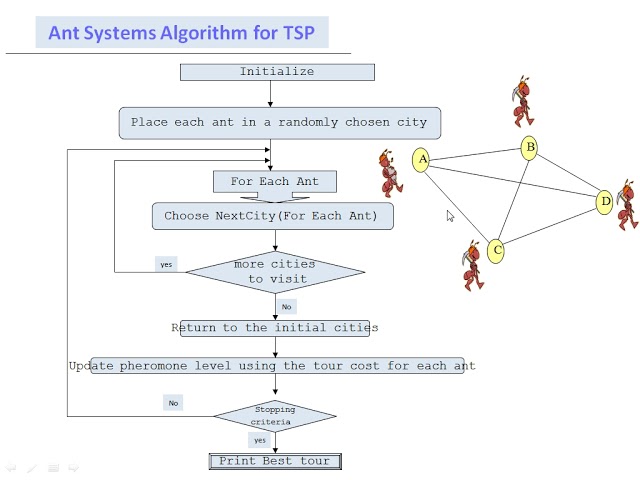 Ant Systems Algorithm for TSP
Initialize
Place each ant in a randomly chosen city
For Each Ant
Choose NextCity(For Each Ant)
yes
more cities
to visit
No
Return to the initial cities
Update pheromone level using the tour cost for each ant
No
Stopping
criteria
yes
Print Best tour
A
B
D
C